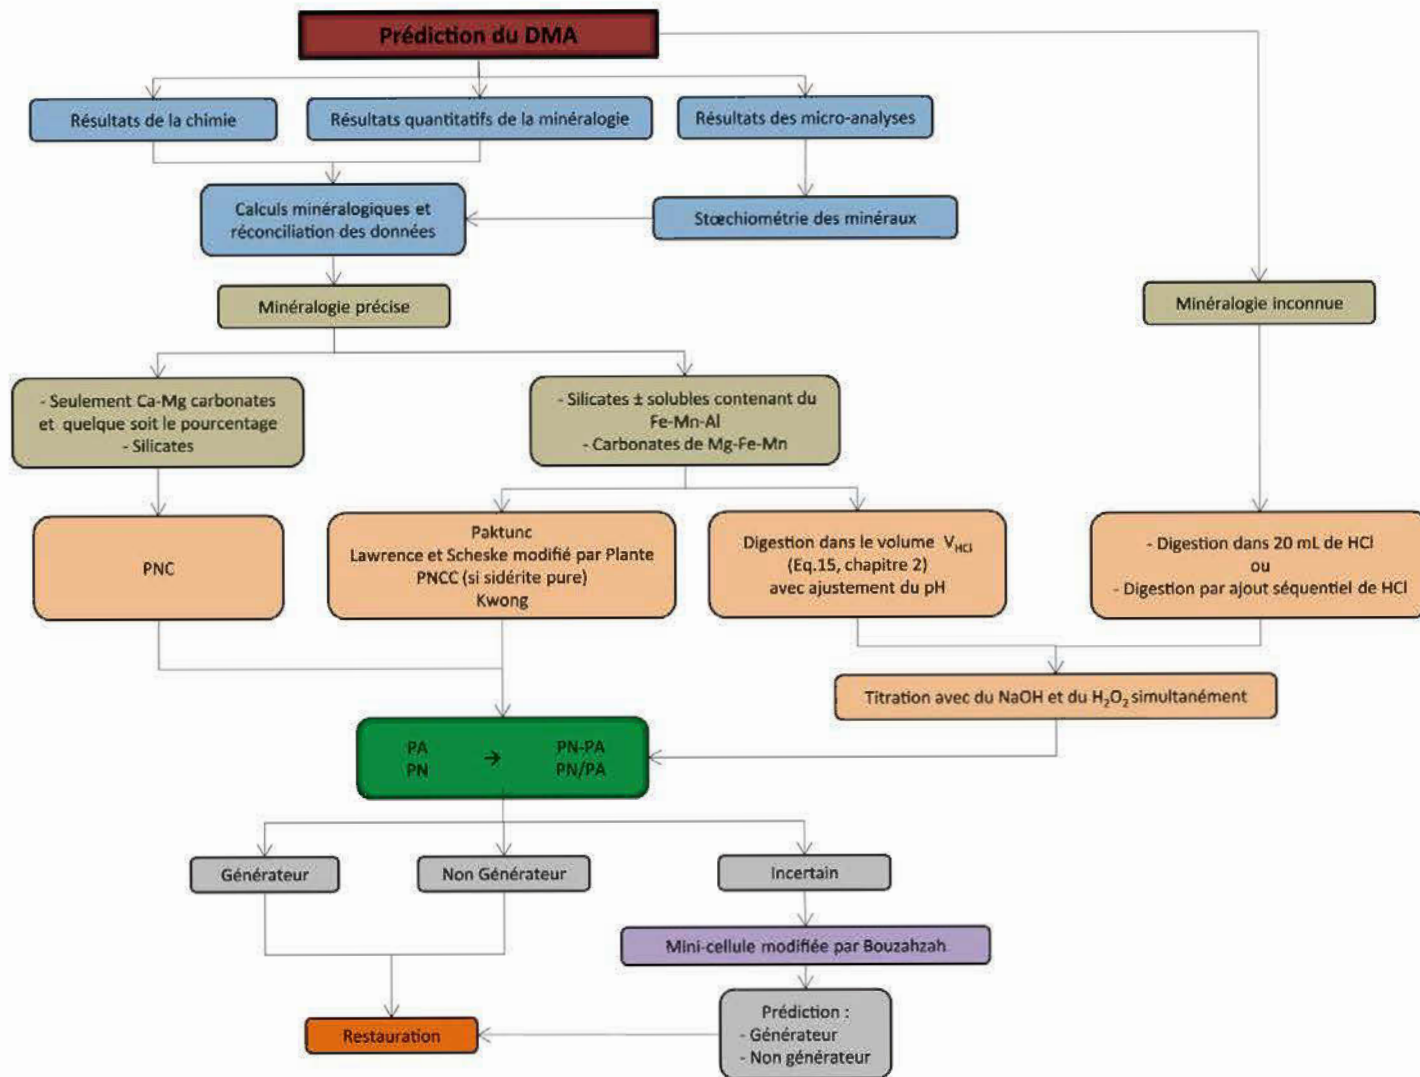 Prédiction du DMA
Résultats de la chimie
Résultats quantitatifs de la minéralogie
Résultats des micro-analyses
Calculs minéralogiques et
réconciliation des données
Stœchiométrie des minéraux
Minéralogie précise
Minéralogie inconnue
- Seulement Ca-Mg carbonates
et quelque soit le pourcentage
- Silicates
- Silicates ± solubles contenant du
Fe-Mn-Al
- Carbonates de Mg-Fe-Mn
PNC
Paktunc
Lawrence et Scheske modifié par Plante
PNCC (si sidérite pure)
Kwong
Digestion dans le volume V_HCl
(Eq.15, chapitre 2)
avec ajustement du pH
- Digestion dans 20 mL de HCl
ou
- Digestion par ajout séquentiel de HCl
Titration avec du NaOH et du H₂O₂ simultanément
PA → PN-PA
PN PN/PA
Générateur
Non Générateur
Incertain
Mini-cellule modifiée par Bouzahzah
Prédiction :
- Générateur
- Non générateur
Restauration